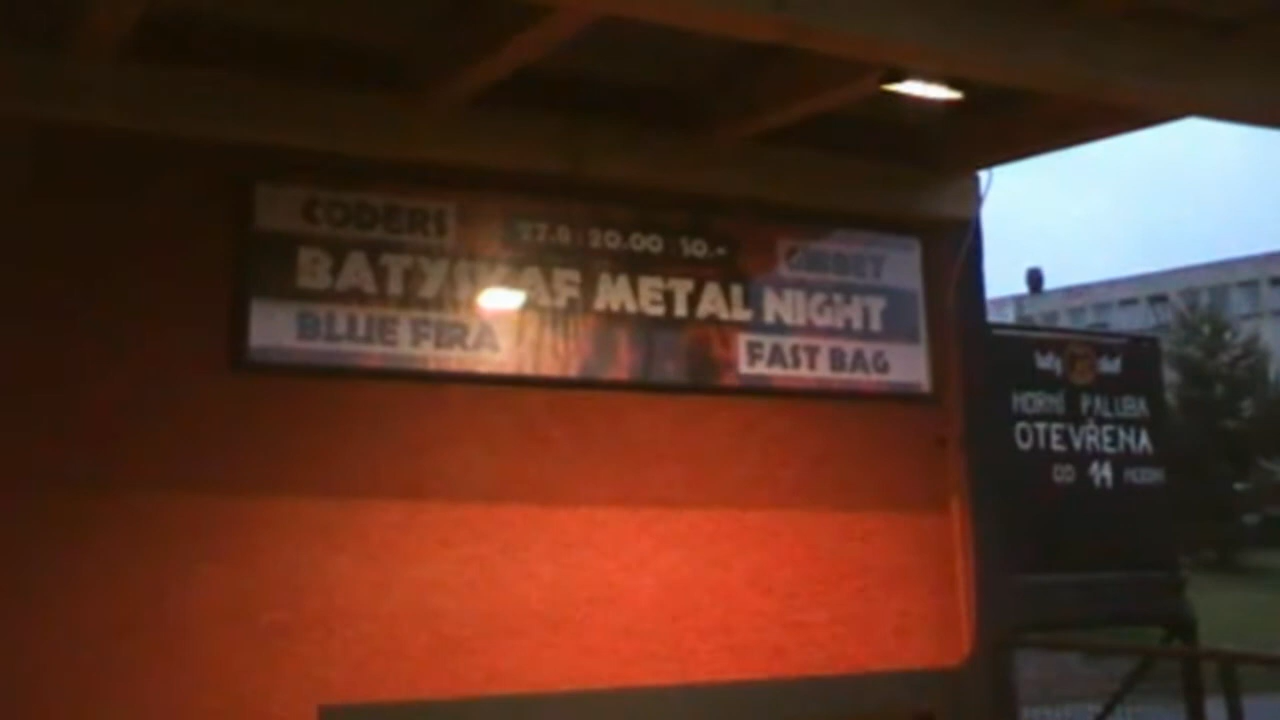 CODERS
27.8 20.00 10.-
BATYSKAF METAL NIGHT
BLUE FIRA
FAST BAG
HORNÍ PALUBA
OTEVŘENA
OD 14 HODIN